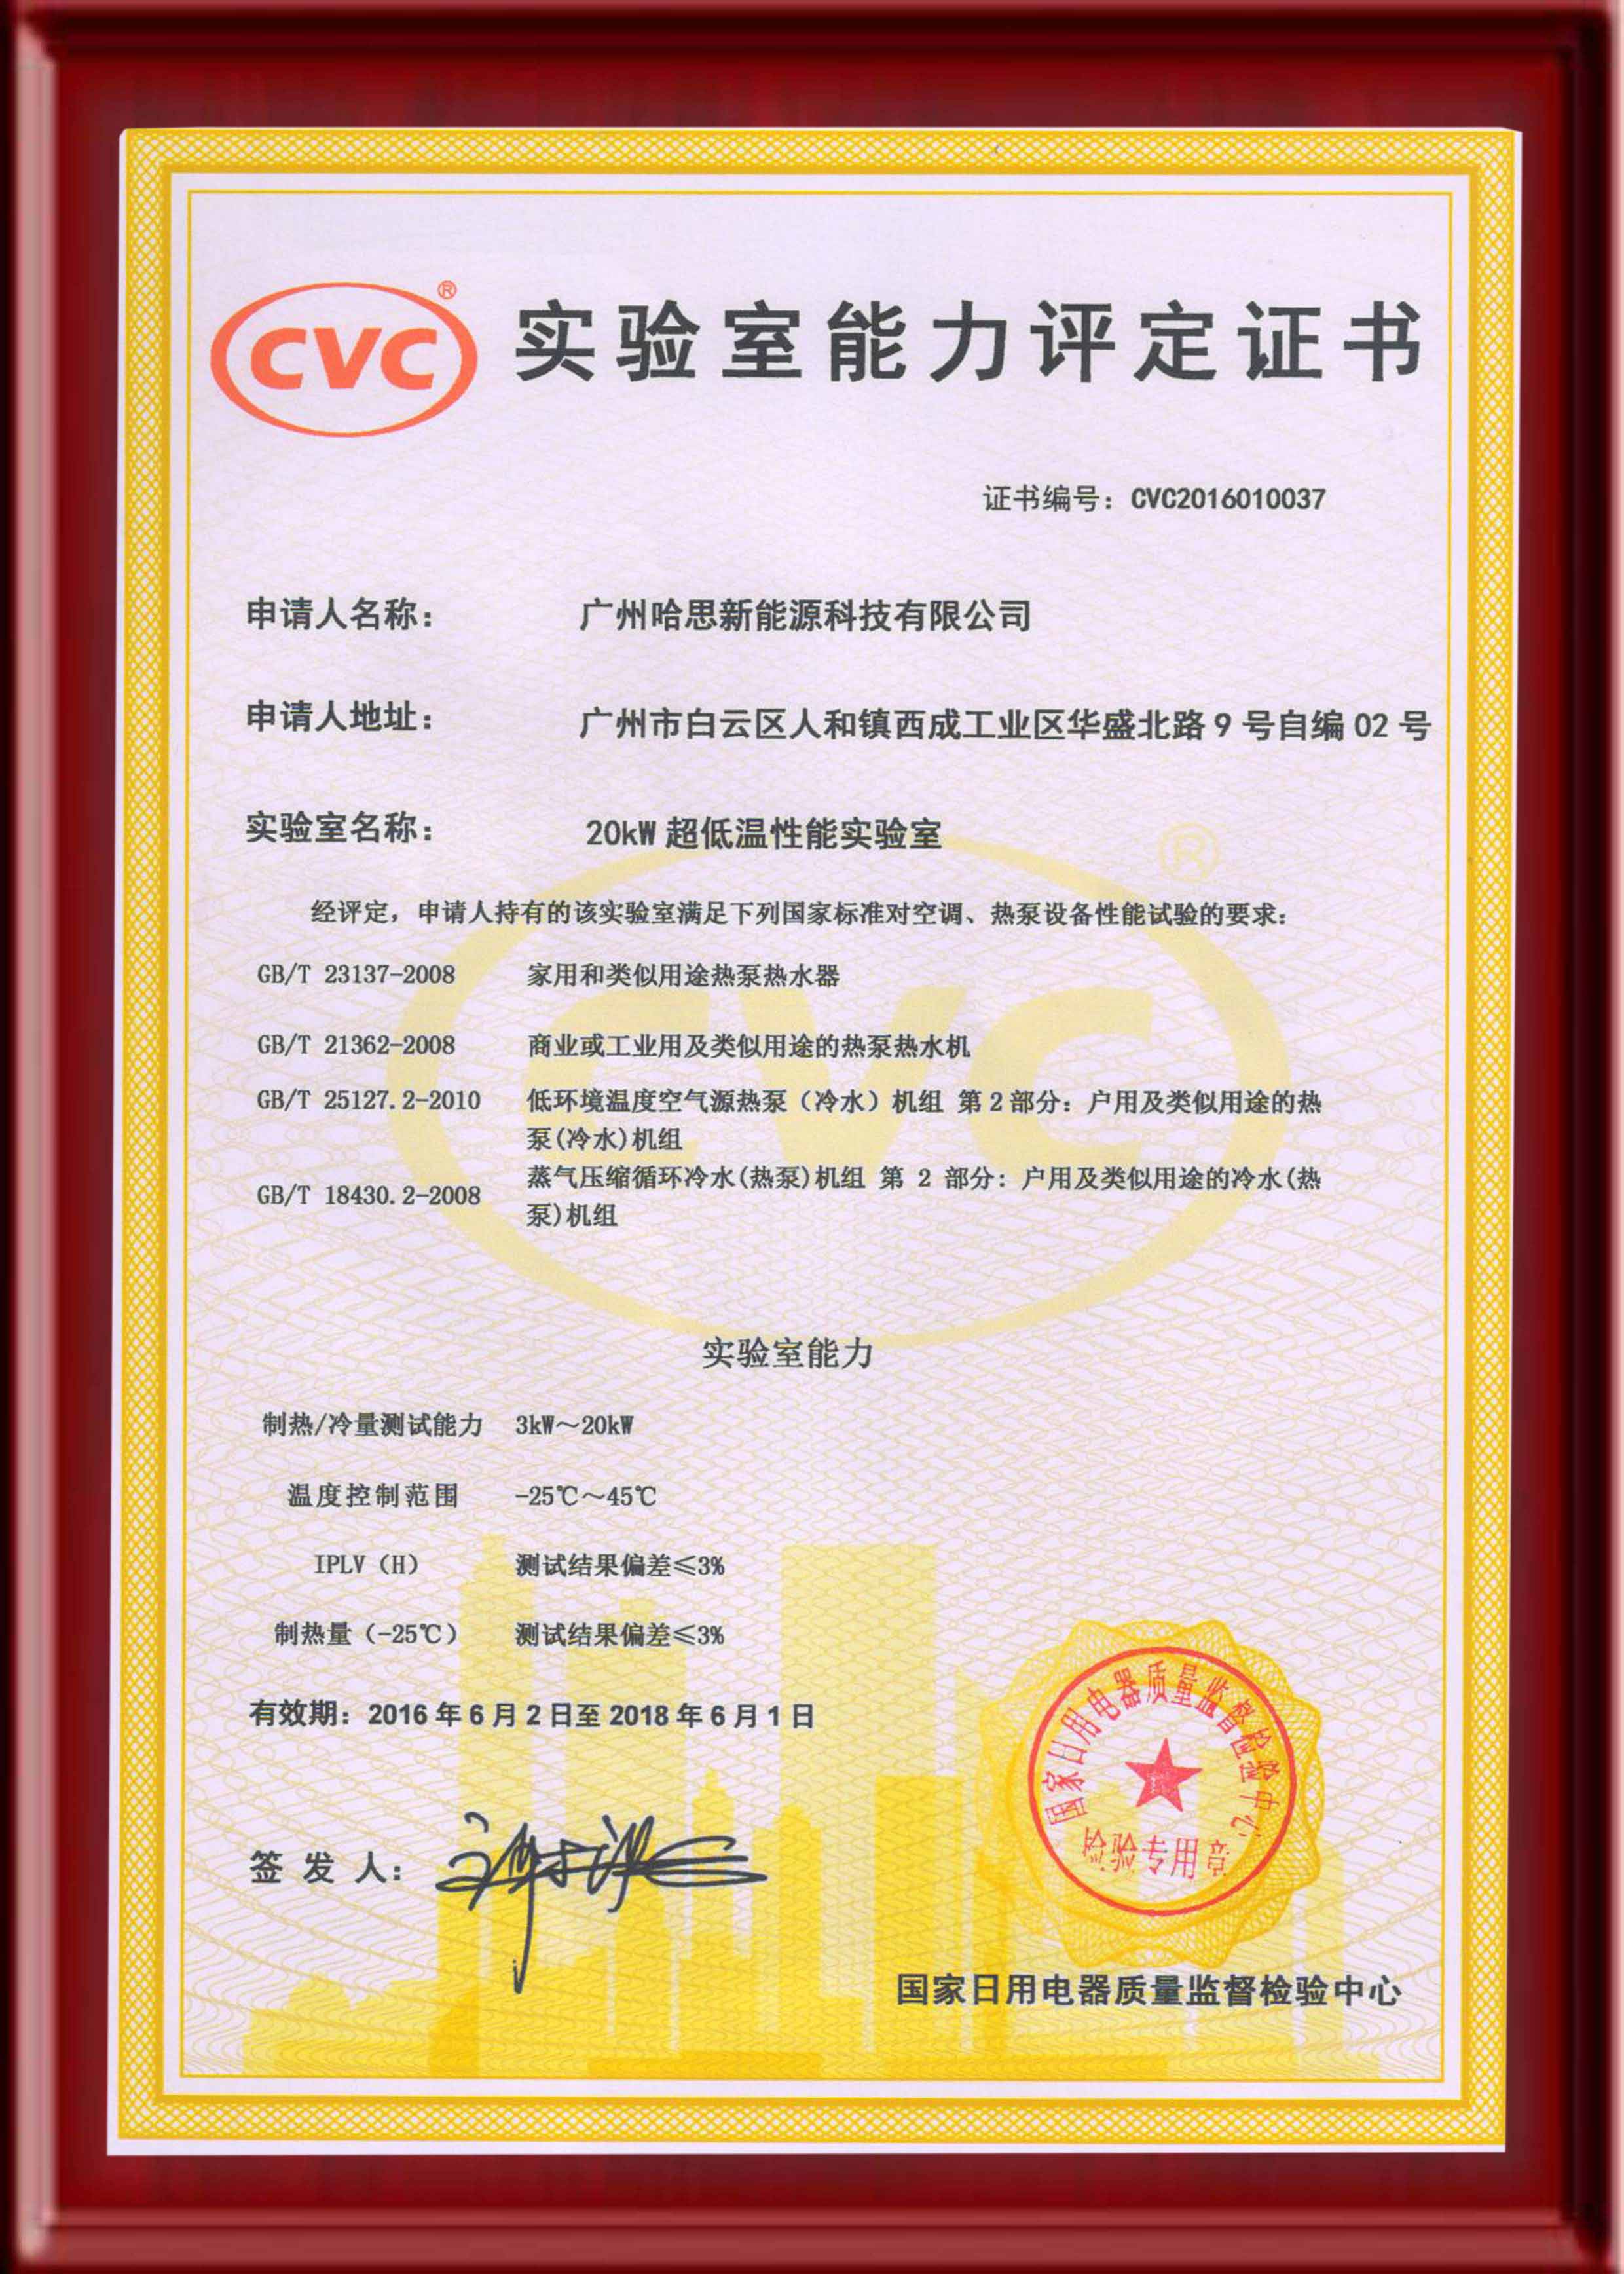 CVC®
实验室能力评定证书
证书编号：CVC2016010037
申请人名称： 广州哈思新能源科技有限公司
申请人地址： 广州市白云区人和镇西成工业区华盛北路 9 号自编 02 号
实验室名称： 20kW 超低温性能实验室
经评定，申请人持有的该实验室满足下列国家标准对空调、热泵设备性能试验的要求：
GB/T 23137-2008 家用和类似用途热泵热水器
GB/T 21362-2008 商业或工业用及类似用途的热泵热水机
GB/T 25127.2-2010 低环境温度空气源热泵（冷水）机组 第 2 部分：户用及类似用途的热
泵(冷水)机组
蒸气压缩循环冷水(热泵)机组 第 2 部分：户用及类似用途的冷水(热
GB/T 18430.2-2008
泵)机组
实验室能力
制热/冷量测试能力 3kW～20kW
温度控制范围 -25℃～45℃
IPLV（H） 测试结果偏差≤3%
制热量（-25℃） 测试结果偏差≤3%
有效期：2016 年 6 月 2 日至 2018 年 6 月 1 日
签 发 人：
国家日用电器质量监督检验中心
检验专用章
国家日用电器质量监督检验中心